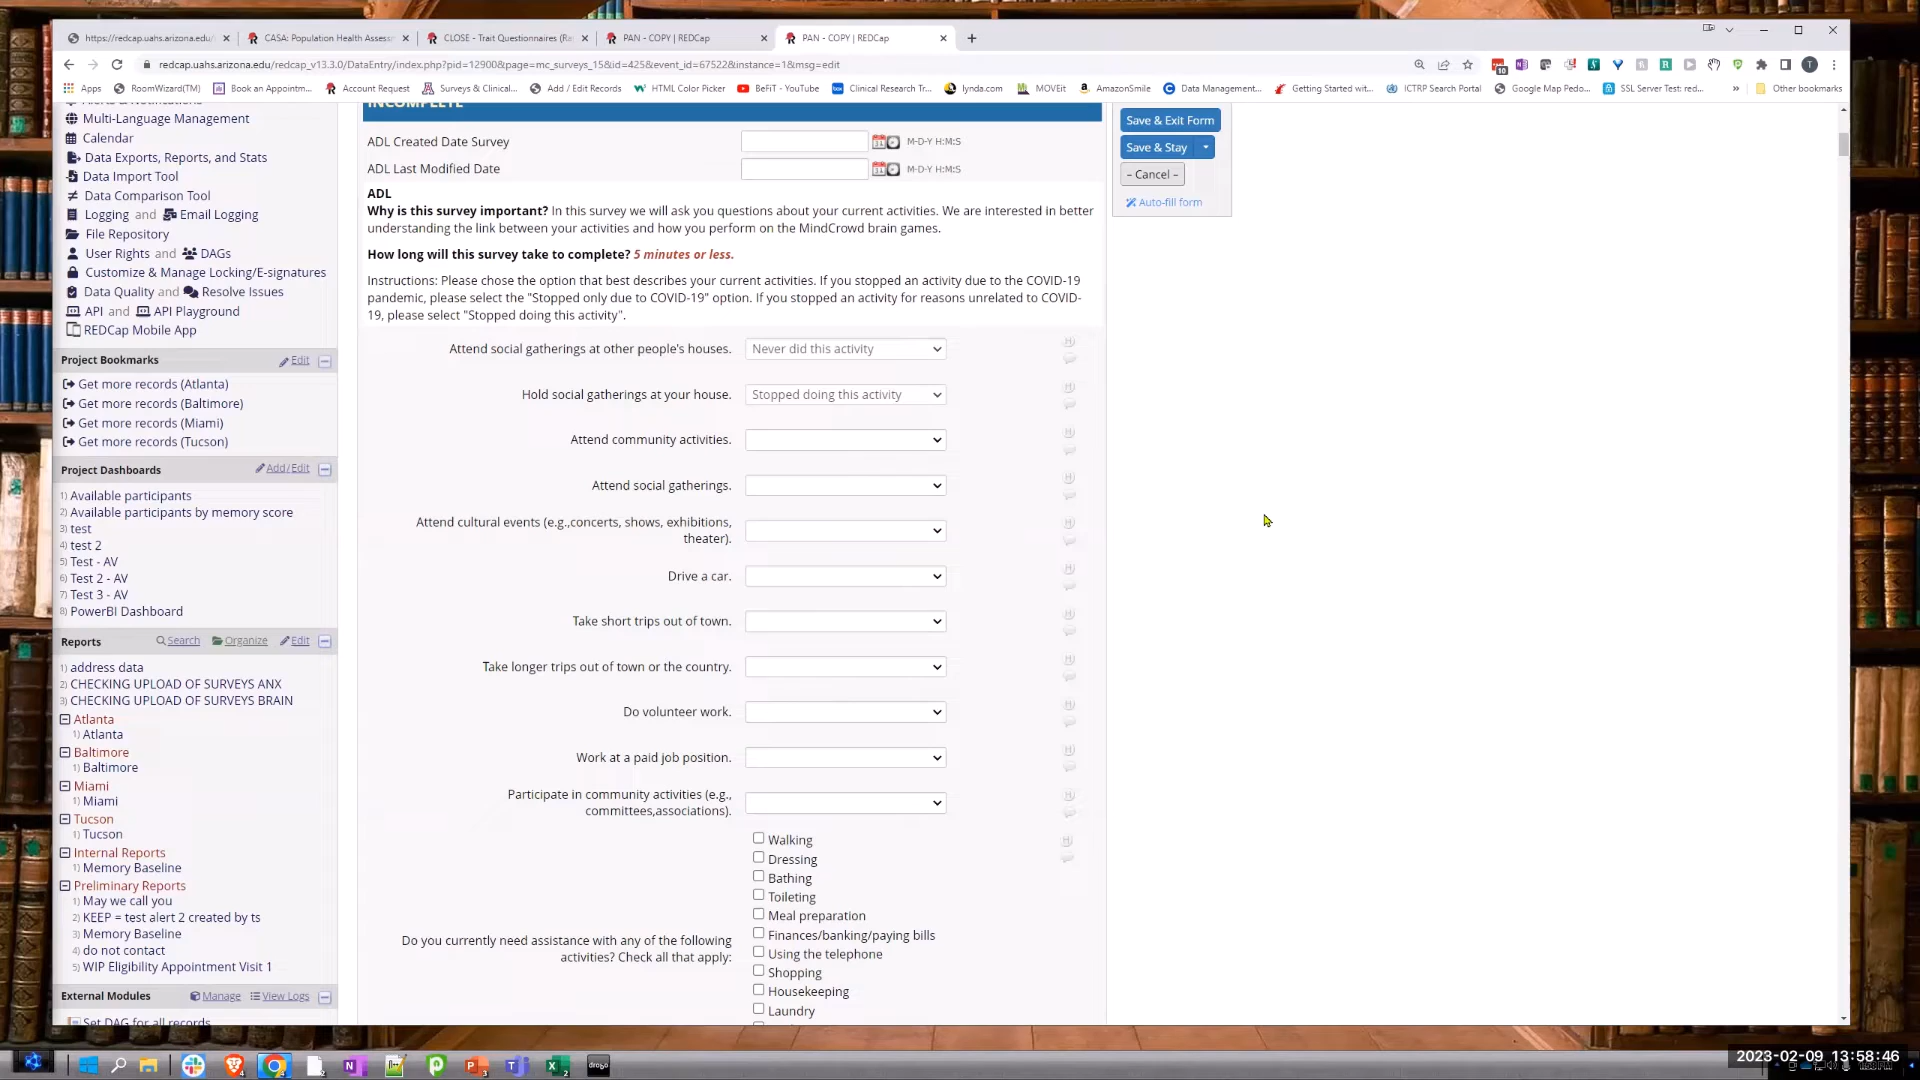 https://redcap.uahs.arizona.edu/
CASA: Population Health Assess
CLOSE - Trait Questionnaires (Ra
PAN - COPY | REDCap
PAN - COPY | REDCap
redcap.uahs.arizona.edu/redcap_v13.3.0/DataEntry/index.php?pid=12900&page=mc_surveys_15&id=425&event_id=67522&instance=1&msg=edit
Apps
RoomWizard(TM)
Book an Appointm...
Account Request
Surveys & Clinical...
Add / Edit Records
HTML Color Picker
BeFiT - YouTube
Clinical Research Tr...
lynda.com
MOVEit
AmazonSmile
Data Management...
Getting Started wit...
ICTRP Search Portal
Google Map Pedo...
SSL Server Test: red...
Other bookmarks
Alerts & Notifications
Multi-Language Management
Calendar
Data Exports, Reports, and Stats
Data Import Tool
Data Comparison Tool
Logging and Email Logging
File Repository
User Rights and DAGs
Customize & Manage Locking/E-signatures
Data Quality and Resolve Issues
API and API Playground
REDCap Mobile App
Project Bookmarks Edit
Get more records (Atlanta)
Get more records (Baltimore)
Get more records (Miami)
Get more records (Tucson)
Project Dashboards Add/Edit
1) Available participants
2) Available participants by memory score
3) test
4) test 2
5) Test - AV
6) Test 2 - AV
7) Test 3 - AV
8) PowerBI Dashboard
Reports Search Organize Edit
1) address data
2) CHECKING UPLOAD OF SURVEYS ANX
3) CHECKING UPLOAD OF SURVEYS BRAIN
Atlanta
1) Atlanta
Baltimore
1) Baltimore
Miami
1) Miami
Tucson
1) Tucson
Internal Reports
1) Memory Baseline
Preliminary Reports
1) May we call you
2) KEEP = test alert 2 created by ts
3) Memory Baseline
4) do not contact
5) WIP Eligibility Appointment Visit 1
External Modules Manage View Logs
Set DAG for all records
INCOMPLETE
ADL Created Date Survey M-D-Y H:M:S
ADL Last Modified Date M-D-Y H:M:S
ADL
Why is this survey important? In this survey we will ask you questions about your current activities. We are interested in better
understanding the link between your activities and how you perform on the MindCrowd brain games.
How long will this survey take to complete? 5 minutes or less.
Instructions: Please chose the option that best describes your current activities. If you stopped an activity due to the COVID-19
pandemic, please select the "Stopped only due to COVID-19" option. If you stopped an activity for reasons unrelated to COVID-
19, please select "Stopped doing this activity".
Attend social gatherings at other people's houses. Never did this activity
Hold social gatherings at your house. Stopped doing this activity
Attend community activities.
Attend social gatherings.
Attend cultural events (e.g.,concerts, shows, exhibitions,
theater).
Drive a car.
Take short trips out of town.
Take longer trips out of town or the country.
Do volunteer work.
Work at a paid job position.
Participate in community activities (e.g.,
committees,associations).
Do you currently need assistance with any of the following
activities? Check all that apply:
Walking
Dressing
Bathing
Toileting
Meal preparation
Finances/banking/paying bills
Using the telephone
Shopping
Housekeeping
Laundry
Save & Exit Form
Save & Stay
– Cancel –
Auto-fill form
2023-02-09 13:58:46